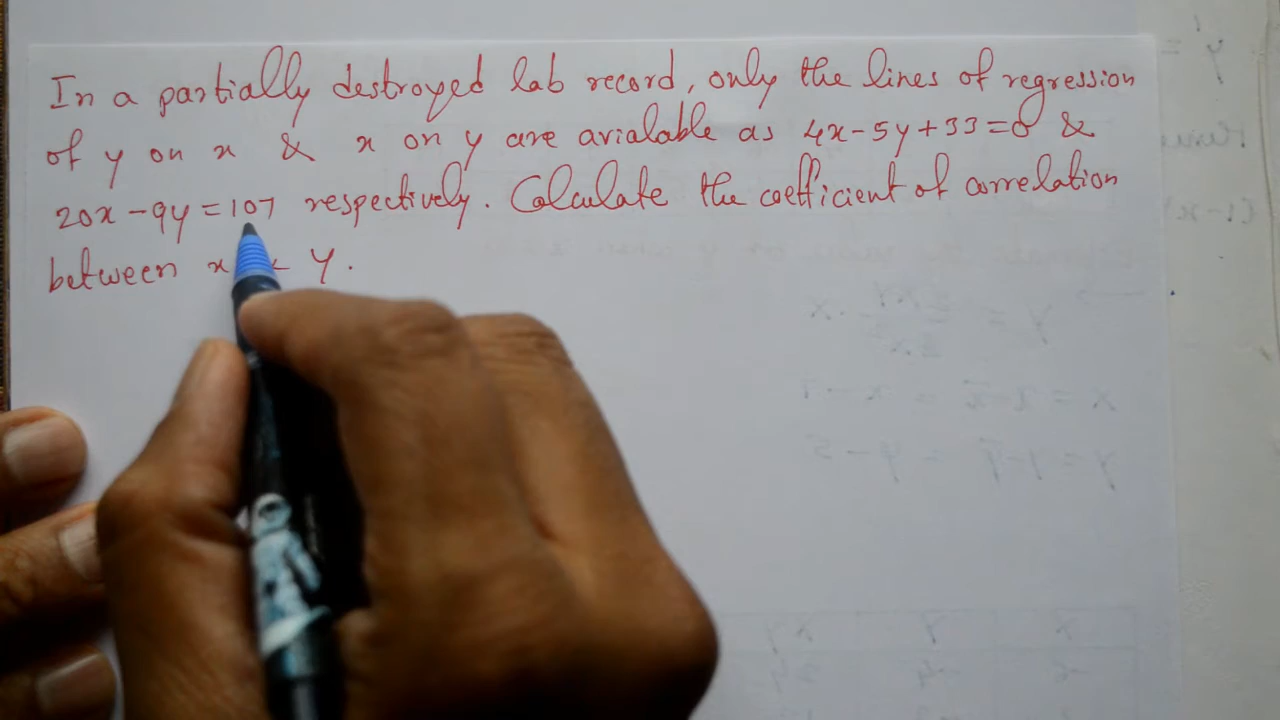 In a partially destroyed lab record, only the lines of regression
of y on x & x on y are avialable as 4x-5y+33=0 &
20x-9y=107 respectively. Calculate the coefficient of correlation
between x & y.